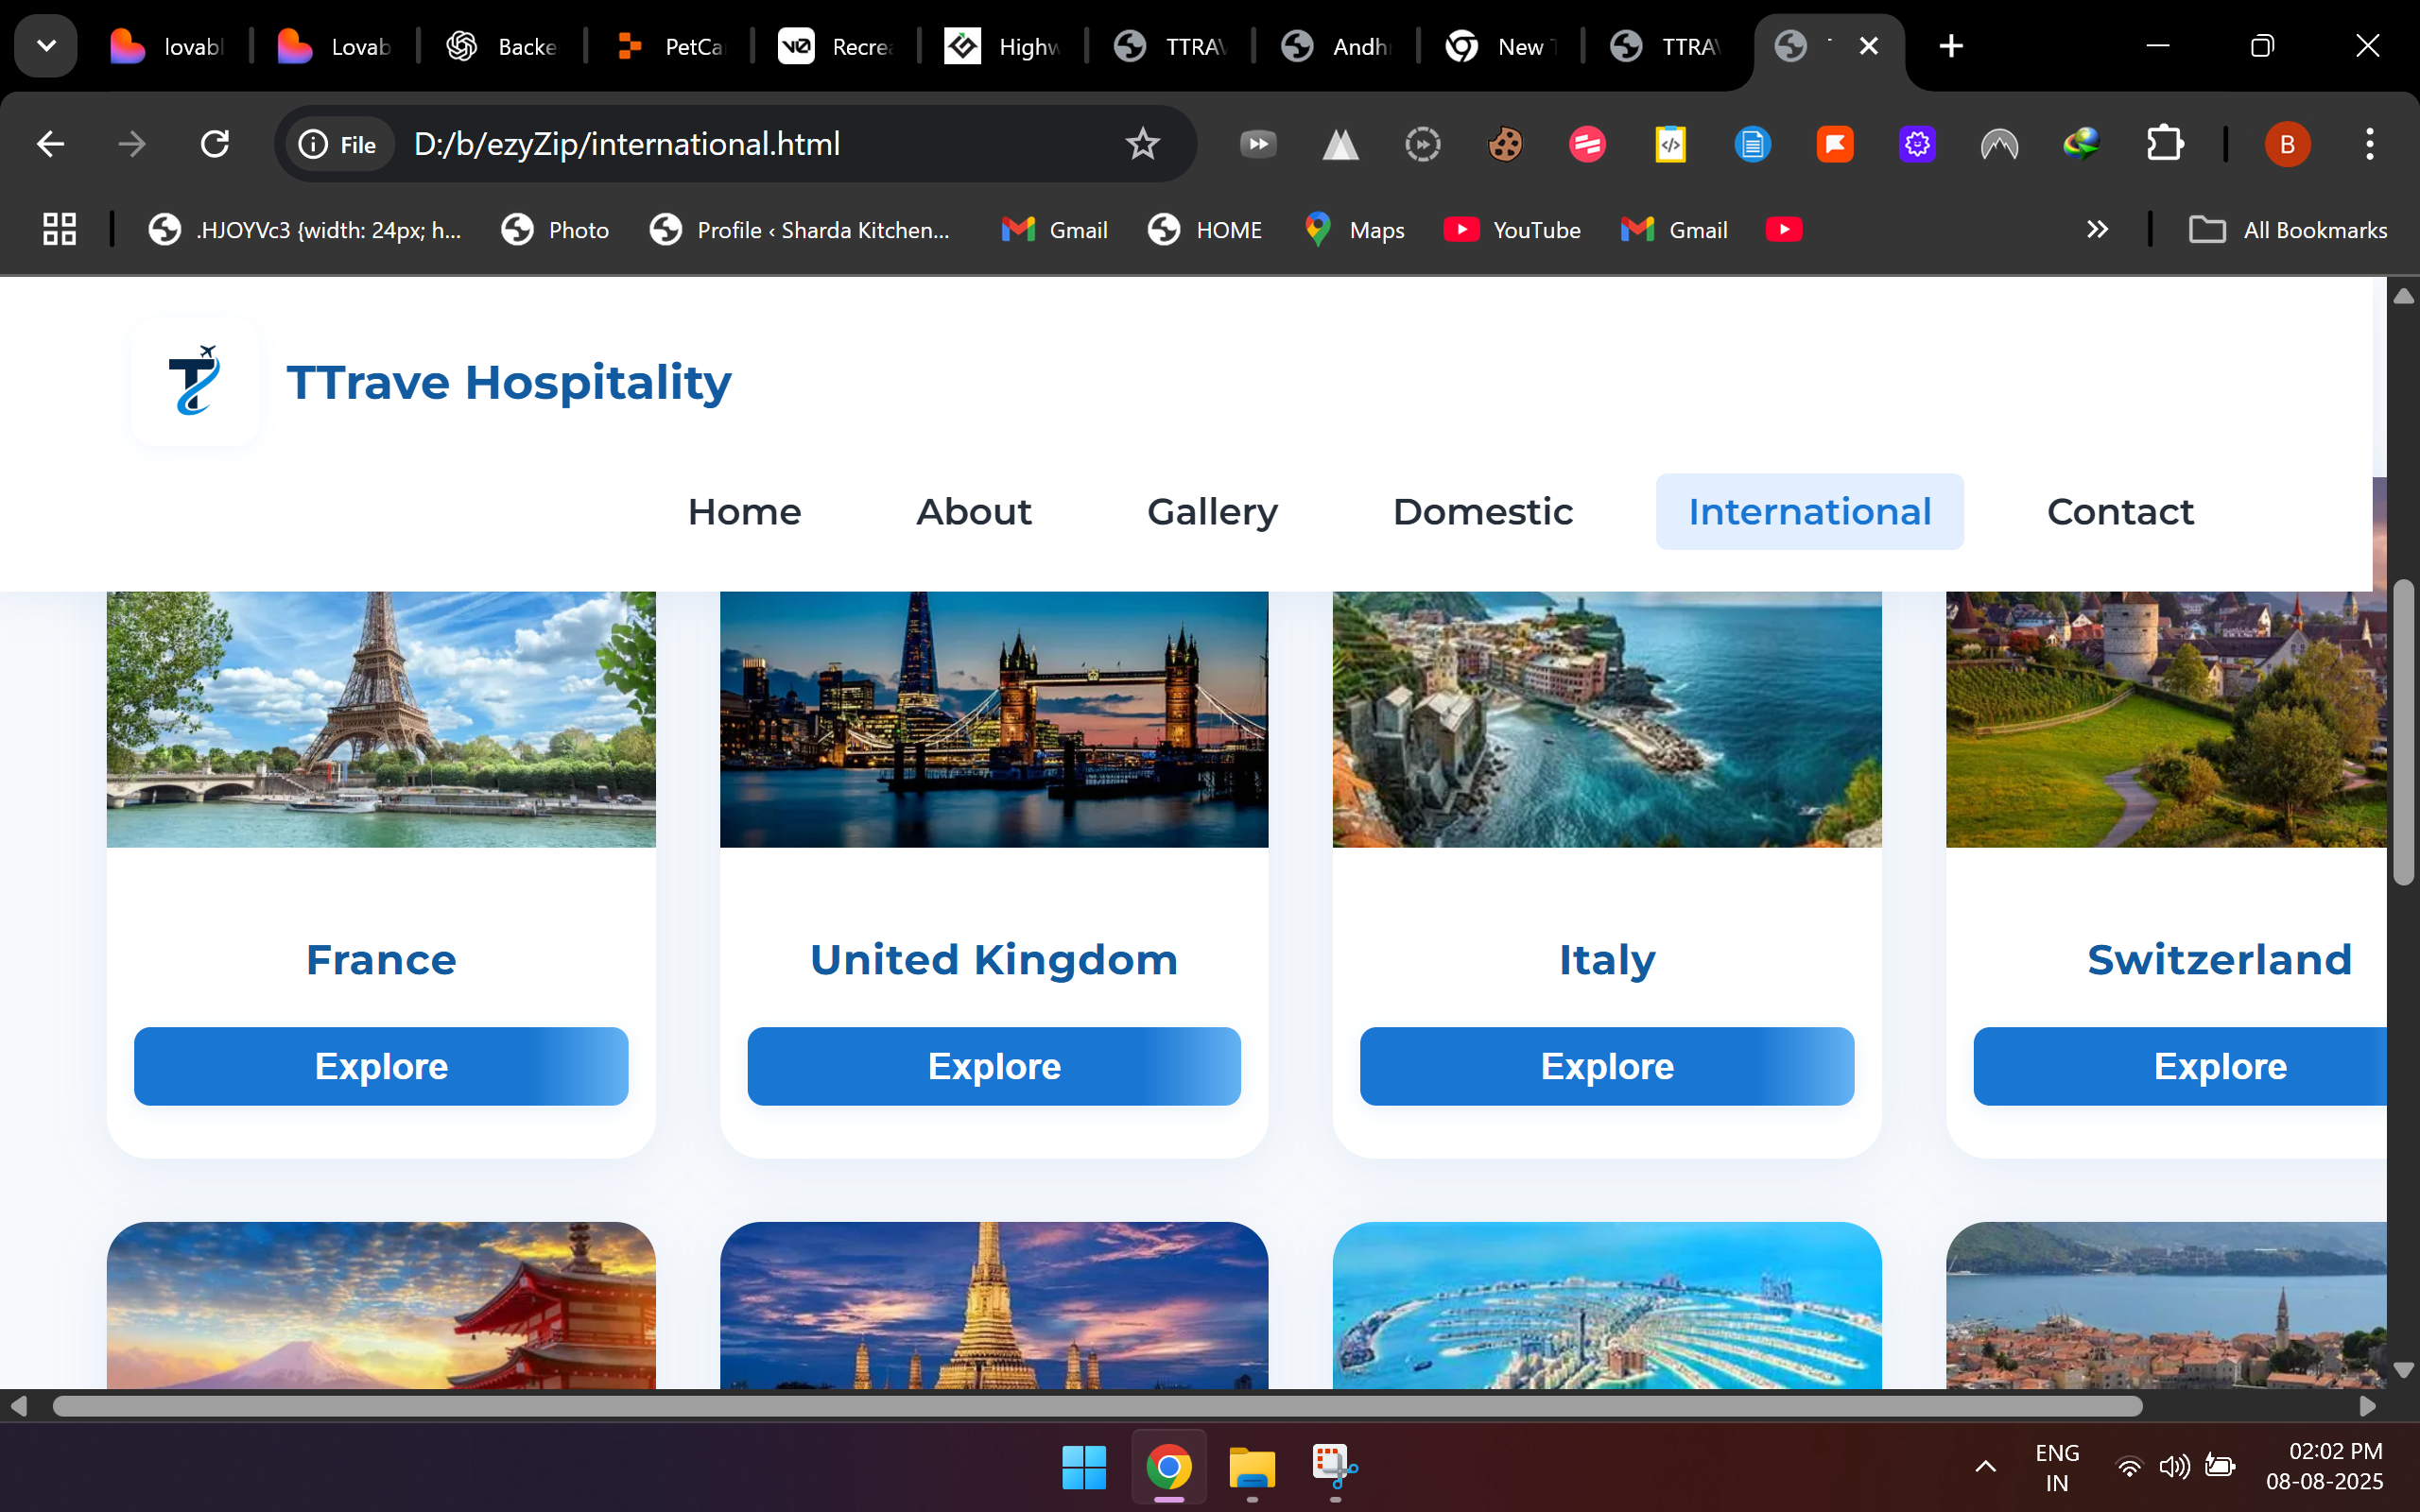 lovabl Lovab Backe PetCa Recrea Highw TTRAV Andhr New T TTRAV
File D:/b/ezyZip/international.html B
.HJOYVc3 {width: 24px; h... Photo Profile ‹ Sharda Kitchen... Gmail HOME Maps YouTube Gmail All Bookmarks
TTrave Hospitality
Home About Gallery Domestic International Contact
France United Kingdom Italy Switzerland
Explore Explore Explore Explore
ENG 02:02 PM
IN 08-08-2025